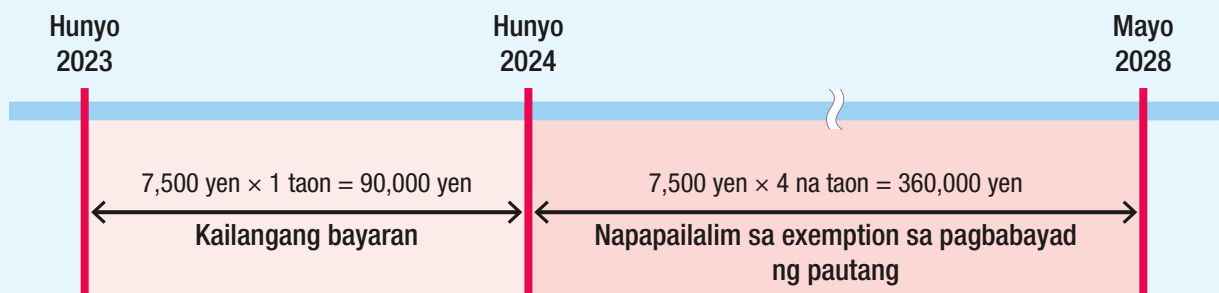 Hunyo
2023
Hunyo
2024
Mayo
2028
7,500 yen × 1 taon = 90,000 yen
Kailangang bayaran
7,500 yen × 4 na taon = 360,000 yen
Napapailalim sa exemption sa pagbabayad
ng pautang